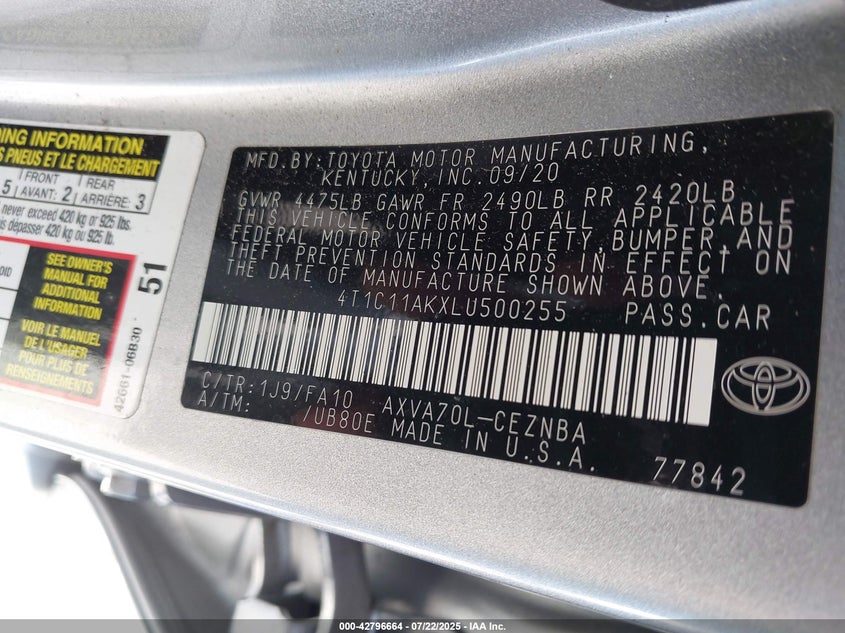 DING INFORMATION
S PNEUS ET LE CHARGEMENT
5 FRONT AVANT: 2 REAR ARRIÈRE: 3
never exceed 420 kg or 925 lbs.
dépasser 420 kg ou 925 lb.
SEE OWNER'S
MANUAL FOR
ADDITIONAL
INFORMATION
VOIR LE MANUEL
DE L'USAGER
POUR PLUS DE
RENSEIGNEMENTS
51
42661-06B30
MFD.BY:TOYOTA MOTOR MANUFACTURING,
KENTUCKY, INC.09/20
GVWR 4475LB GAWR FR 2490LB RR 2420LB
THIS VEHICLE CONFORMS TO ALL APPLICABLE
FEDERAL MOTOR VEHICLE SAFETY,BUMPER,AND
THEFT PREVENTION STANDARDS IN EFFECT ON
THE DATE OF MANUFACTURE SHOWN ABOVE.
4T1C11AKXLU500255 PASS.CAR
C/TR:1J9/FA10 AXVA70L-CEZNBA
A/TM: /UB80E MADE IN U.S.A.
77842
000-42796664 | 07/22/2025 | IAA Inc.